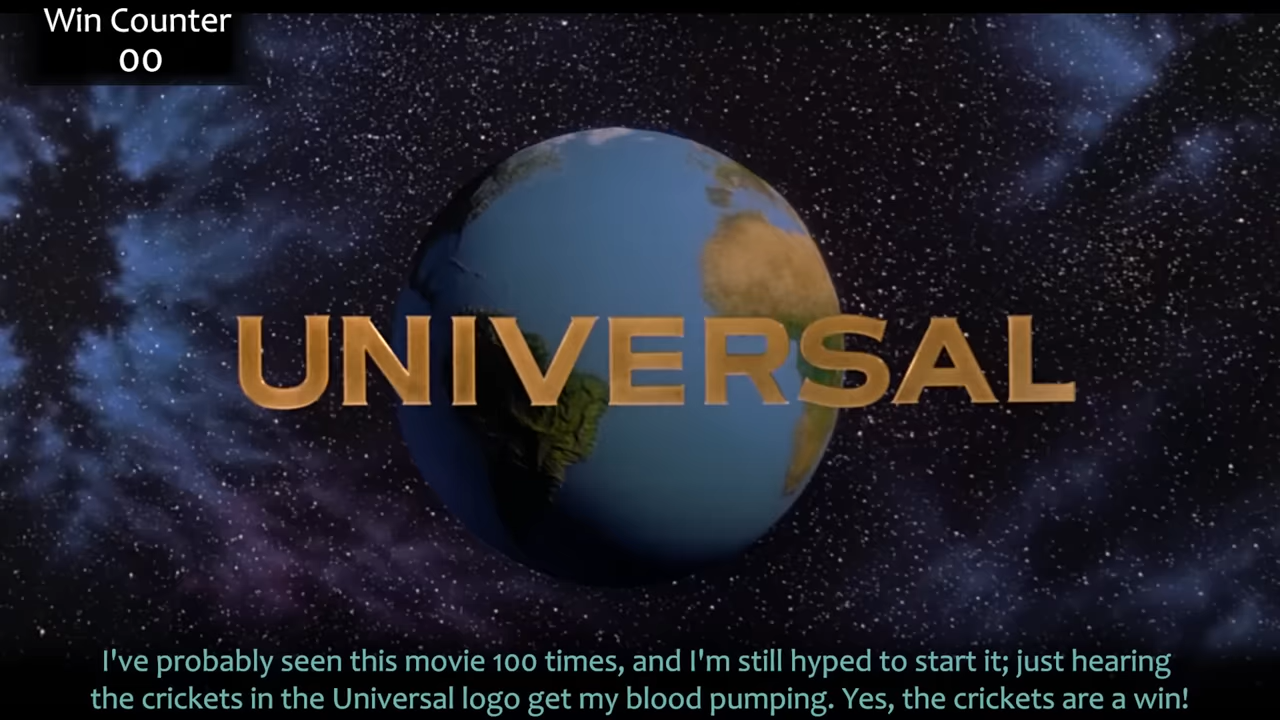 Win Counter
00
UNIVERSAL
I've probably seen this movie 100 times, and I'm still hyped to start it; just hearing
the crickets in the Universal logo get my blood pumping. Yes, the crickets are a win!